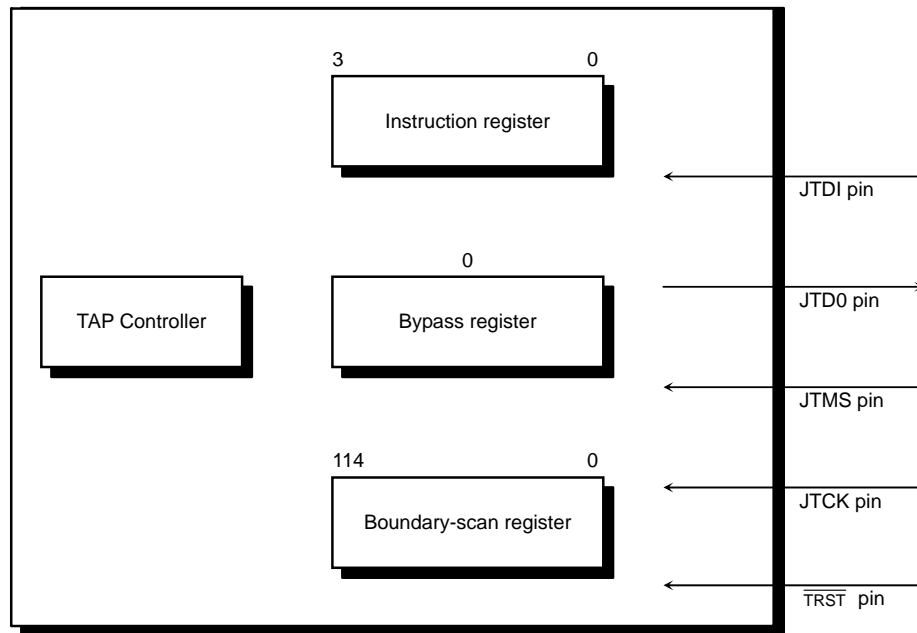 3 0
Instruction register
JTDI pin
0
TAP Controller
Bypass register
JTD0 pin
JTMS pin
114 0
Boundary-scan register
JTCK pin
TRST pin